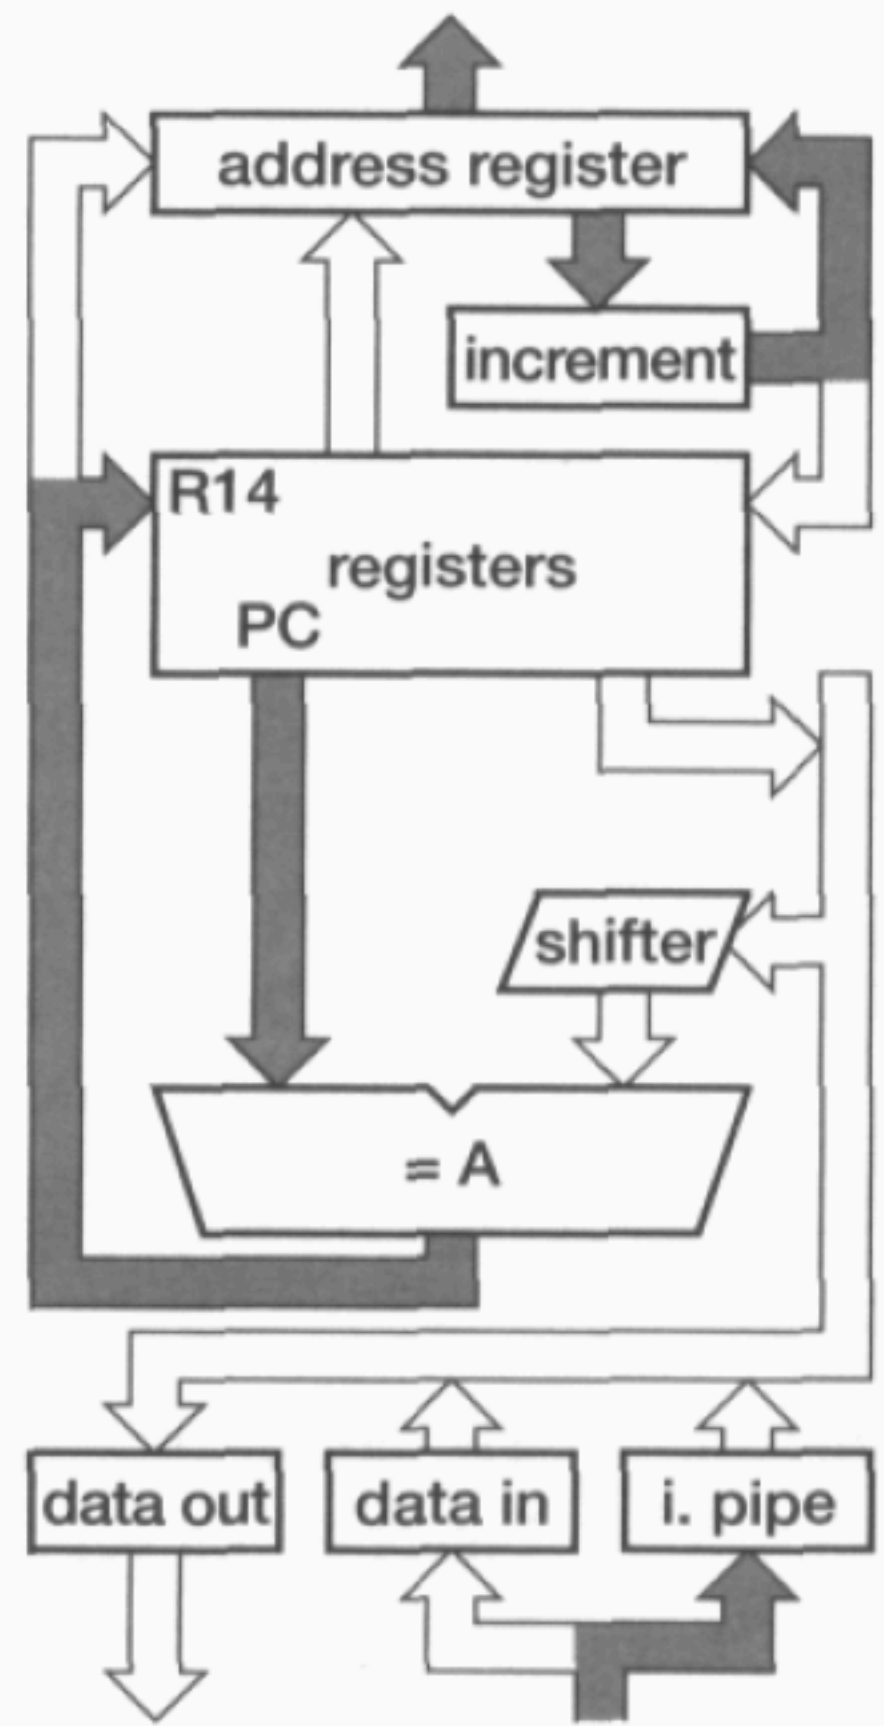 address register
increment
R14
registers
PC
shifter
= A
data out
data in
i. pipe